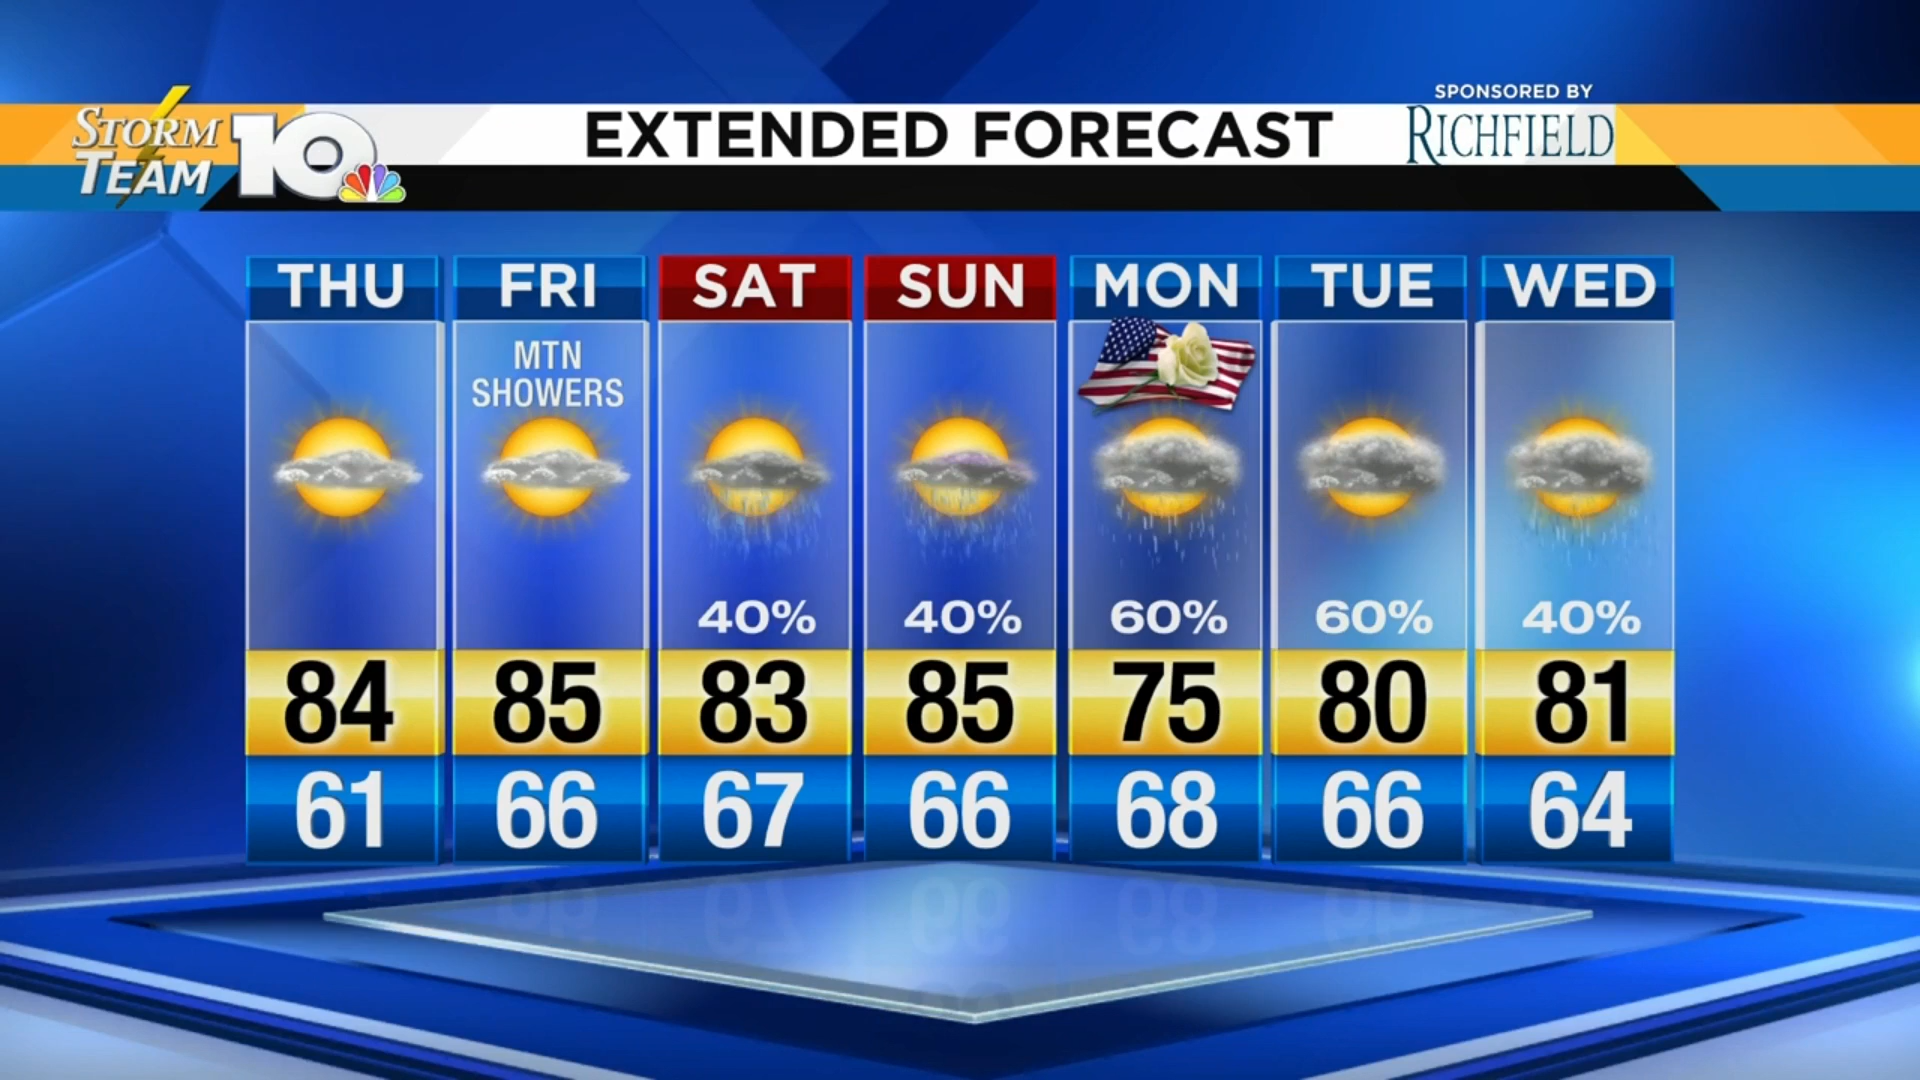 SPONSORED BY
STORM TEAM 10
EXTENDED FORECAST
RICHFIELD
THU FRI SAT SUN MON TUE WED
MTN
SHOWERS
40% 40% 60% 60% 40%
84 85 83 85 75 80 81
61 66 67 66 68 66 64